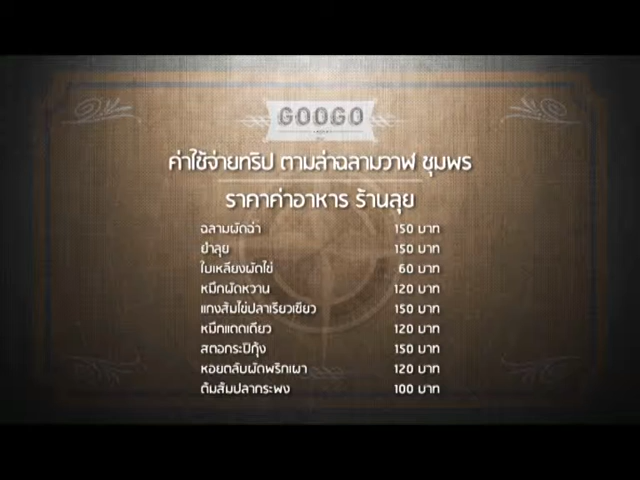 GOOGO
ค่าใช้จ่ายทริป ตามล่าฉลามวาฬ ชุมพร
ราคาค่าอาหาร ร้านลุย
ฉลามผัดฉ่า 150 บาท
ยำลุย 150 บาท
ใบเหลียงผัดไข่ 60 บาท
หมึกผัดหวาน 120 บาท
แกงส้มไข่ปลาเรียวเซียว 150 บาท
หมึกแดดเดียว 120 บาท
สตอกระปิกุ้ง 150 บาท
หอยตลับผัดพริกเผา 120 บาท
ต้มส้มปลากระพง 100 บาท